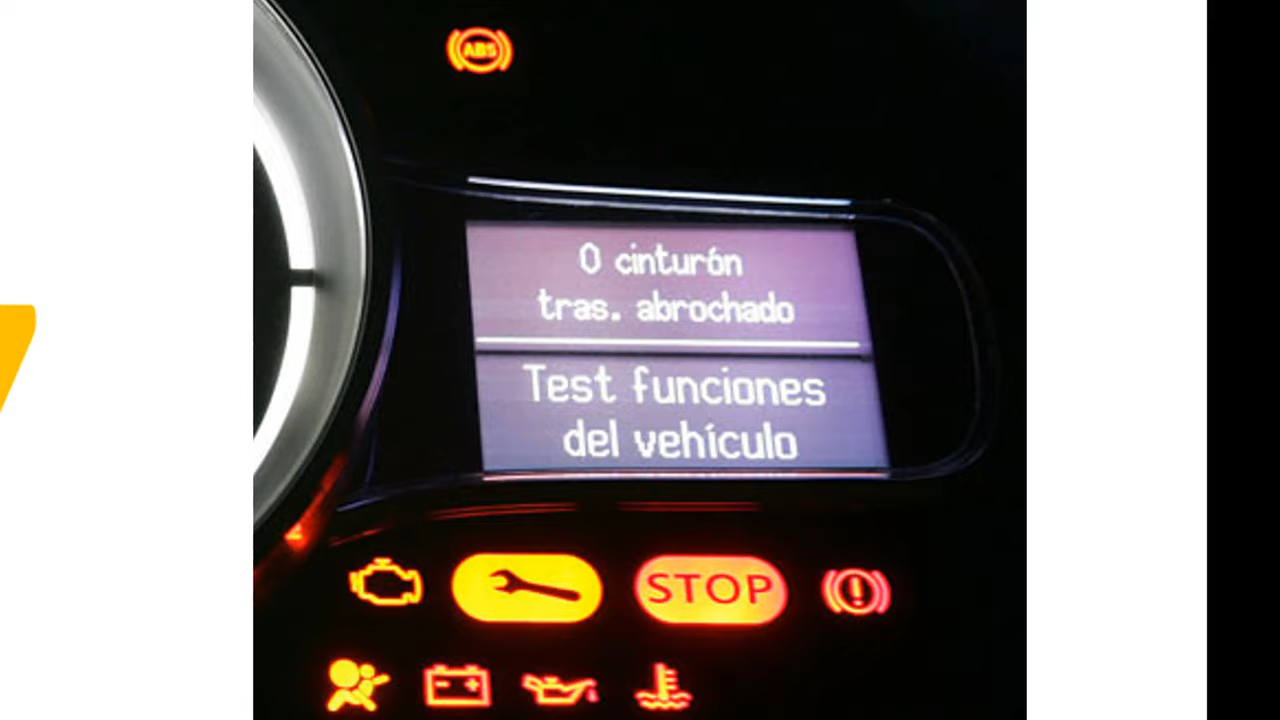 ABS
0 cinturón
tras. abrochado
Test funciones
del vehículo
STOP